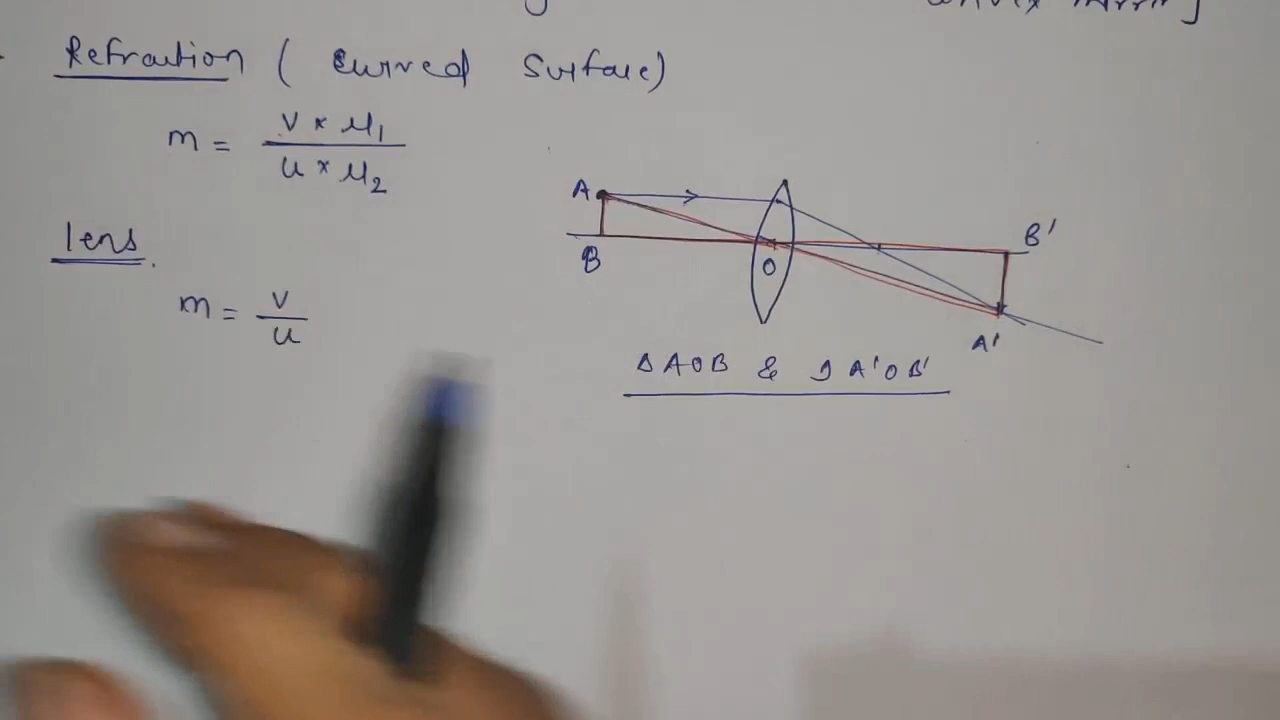 Refraction ( curved surface)
m = v × μ1 / u × μ2
lens.
m = v / u
A
B
O
B'
A'
Δ AOB & A'OB'